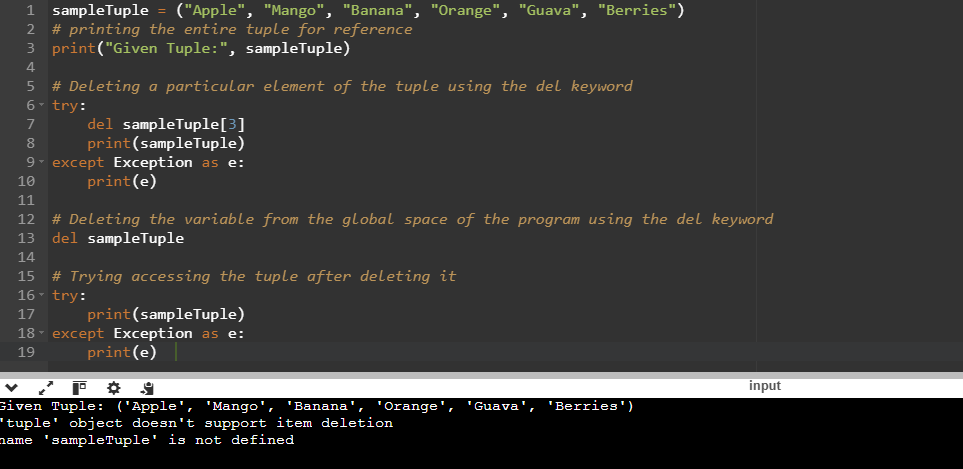 1 sampleTuple = ("Apple", "Mango", "Banana", "Orange", "Guava", "Berries")
2 # printing the entire tuple for reference
3 print("Given Tuple:", sampleTuple)
4
5 # Deleting a particular element of the tuple using the del keyword
6 try:
7     del sampleTuple[3]
8     print(sampleTuple)
9 except Exception as e:
10     print(e)
11
12 # Deleting the variable from the global space of the program using the del keyword
13 del sampleTuple
14
15 # Trying accessing the tuple after deleting it
16 try:
17     print(sampleTuple)
18 except Exception as e:
19     print(e)
input
Given Tuple: ('Apple', 'Mango', 'Banana', 'Orange', 'Guava', 'Berries')
'tuple' object doesn't support item deletion
name 'sampleTuple' is not defined